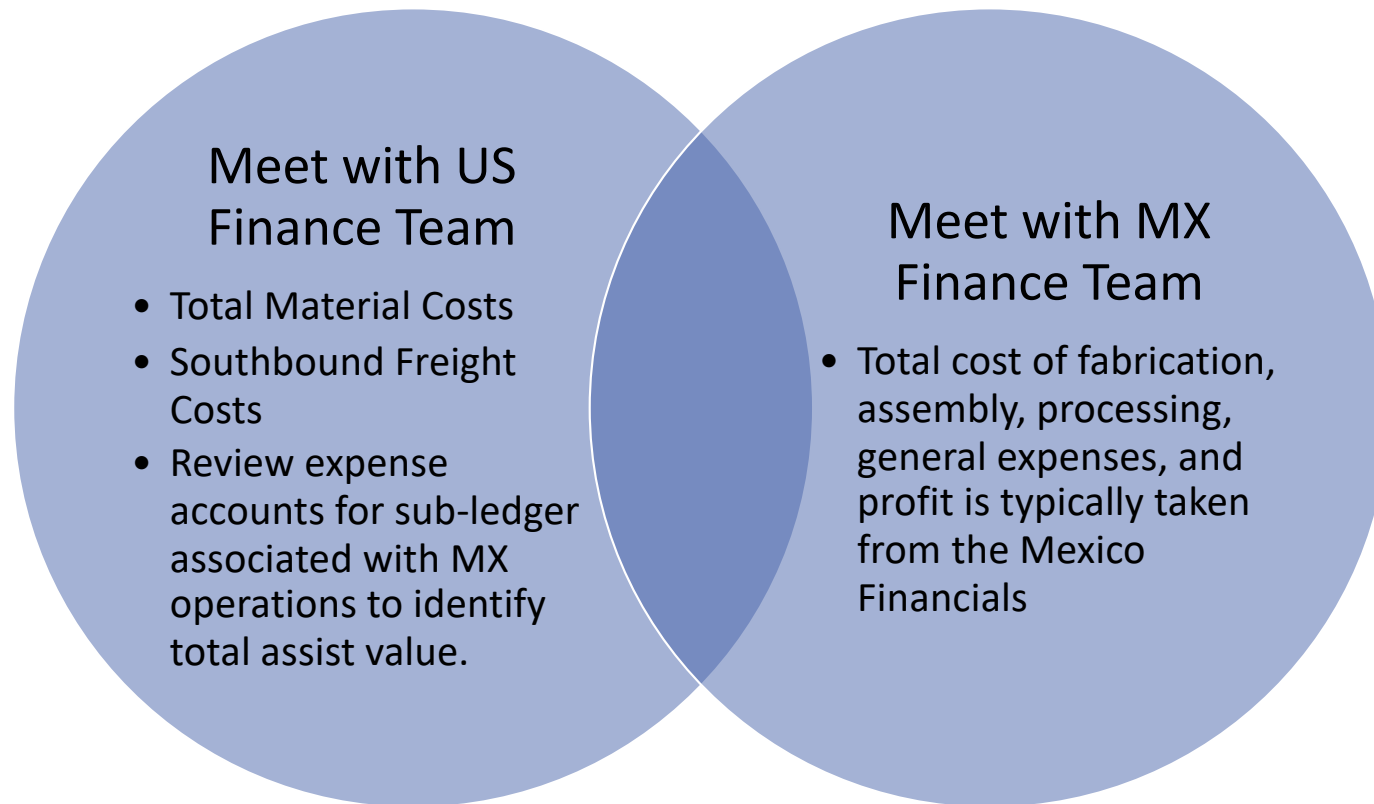 Meet with US
Finance Team
• Total Material Costs
• Southbound Freight
Costs
• Review expense
accounts for sub-ledger
associated with MX
operations to identify
total assist value.
Meet with MX
Finance Team
• Total cost of fabrication,
assembly, processing,
general expenses, and
profit is typically taken
from the Mexico
Financials